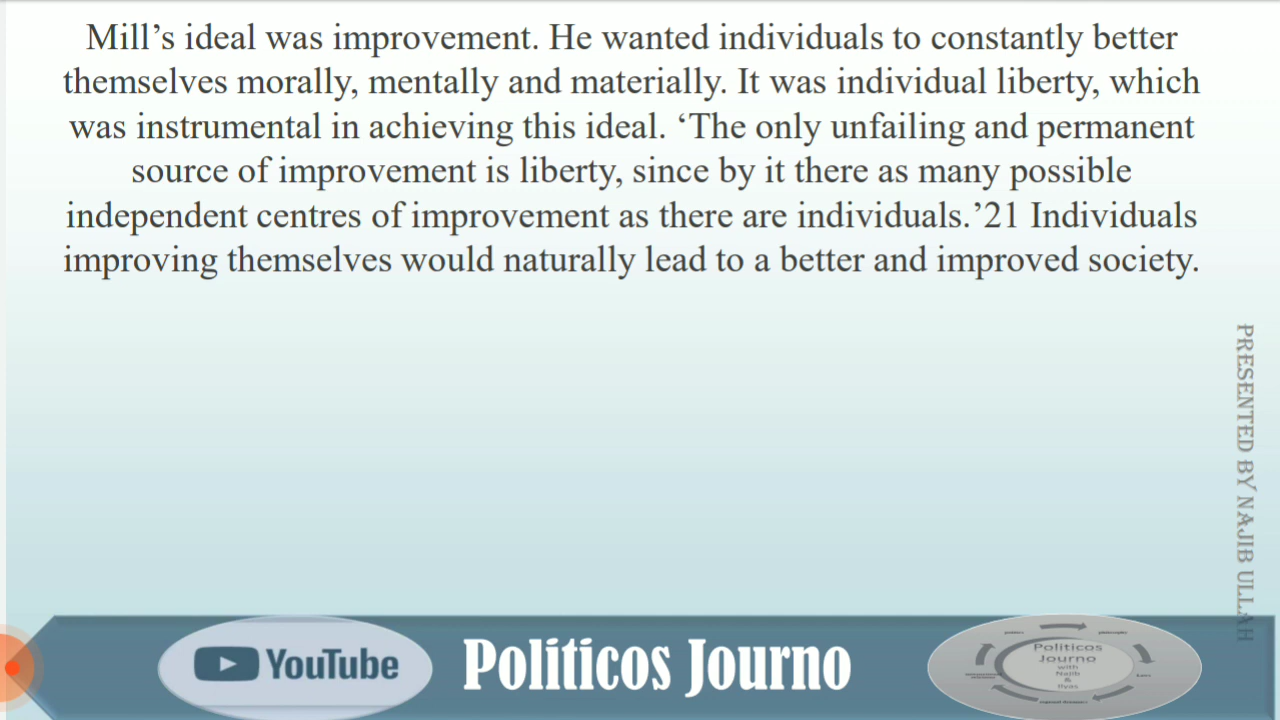 Mill’s ideal was improvement. He wanted individuals to constantly better
themselves morally, mentally and materially. It was individual liberty, which
was instrumental in achieving this ideal. ‘The only unfailing and permanent
source of improvement is liberty, since by it there as many possible
independent centres of improvement as there are individuals.’21 Individuals
improving themselves would naturally lead to a better and improved society.
PRESENTED BY NAJIB ULLAH
YouTube
Politicos Journo
Politicos
Journo
with
Najib
&
Ilyas